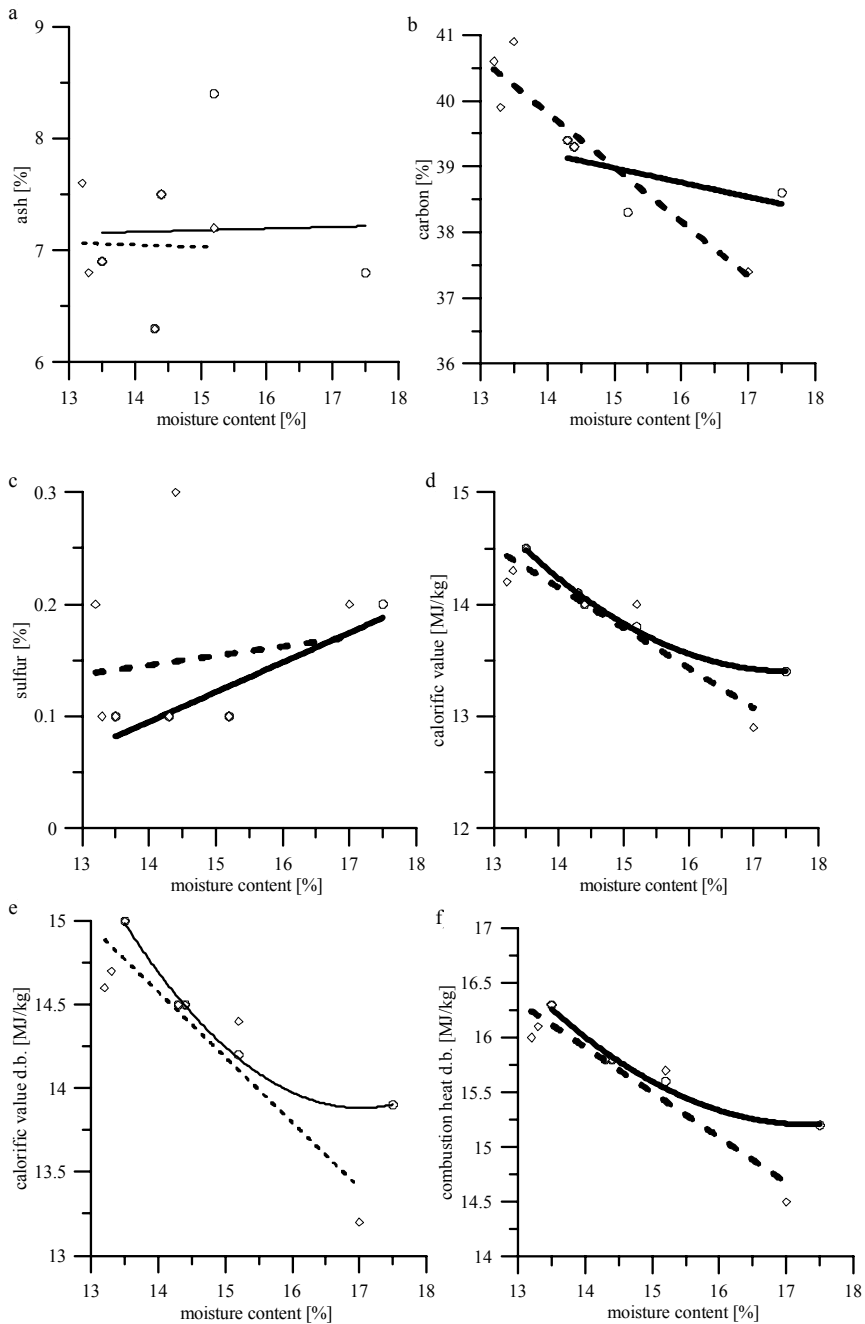 a
9
8
7
6
ash [%]
13 14 15 16 17 18
moisture content [%]
b
41
40
39
38
37
36
carbon [%]
13 14 15 16 17 18
moisture content [%]
c
0.3
0.2
0.1
0
sulfur [%]
13 14 15 16 17 18
moisture content [%]
d
15
14
13
12
calorific value [MJ/kg]
13 14 15 16 17 18
moisture content [%]
e
15
14.5
14
13.5
13
calorific value d.b. [MJ/kg]
13 14 15 16 17 18
moisture content [%]
f
17
16.5
16
15.5
15
14.5
14
combustion heat d.b. [MJ/kg]
13 14 15 16 17 18
moisture content [%]